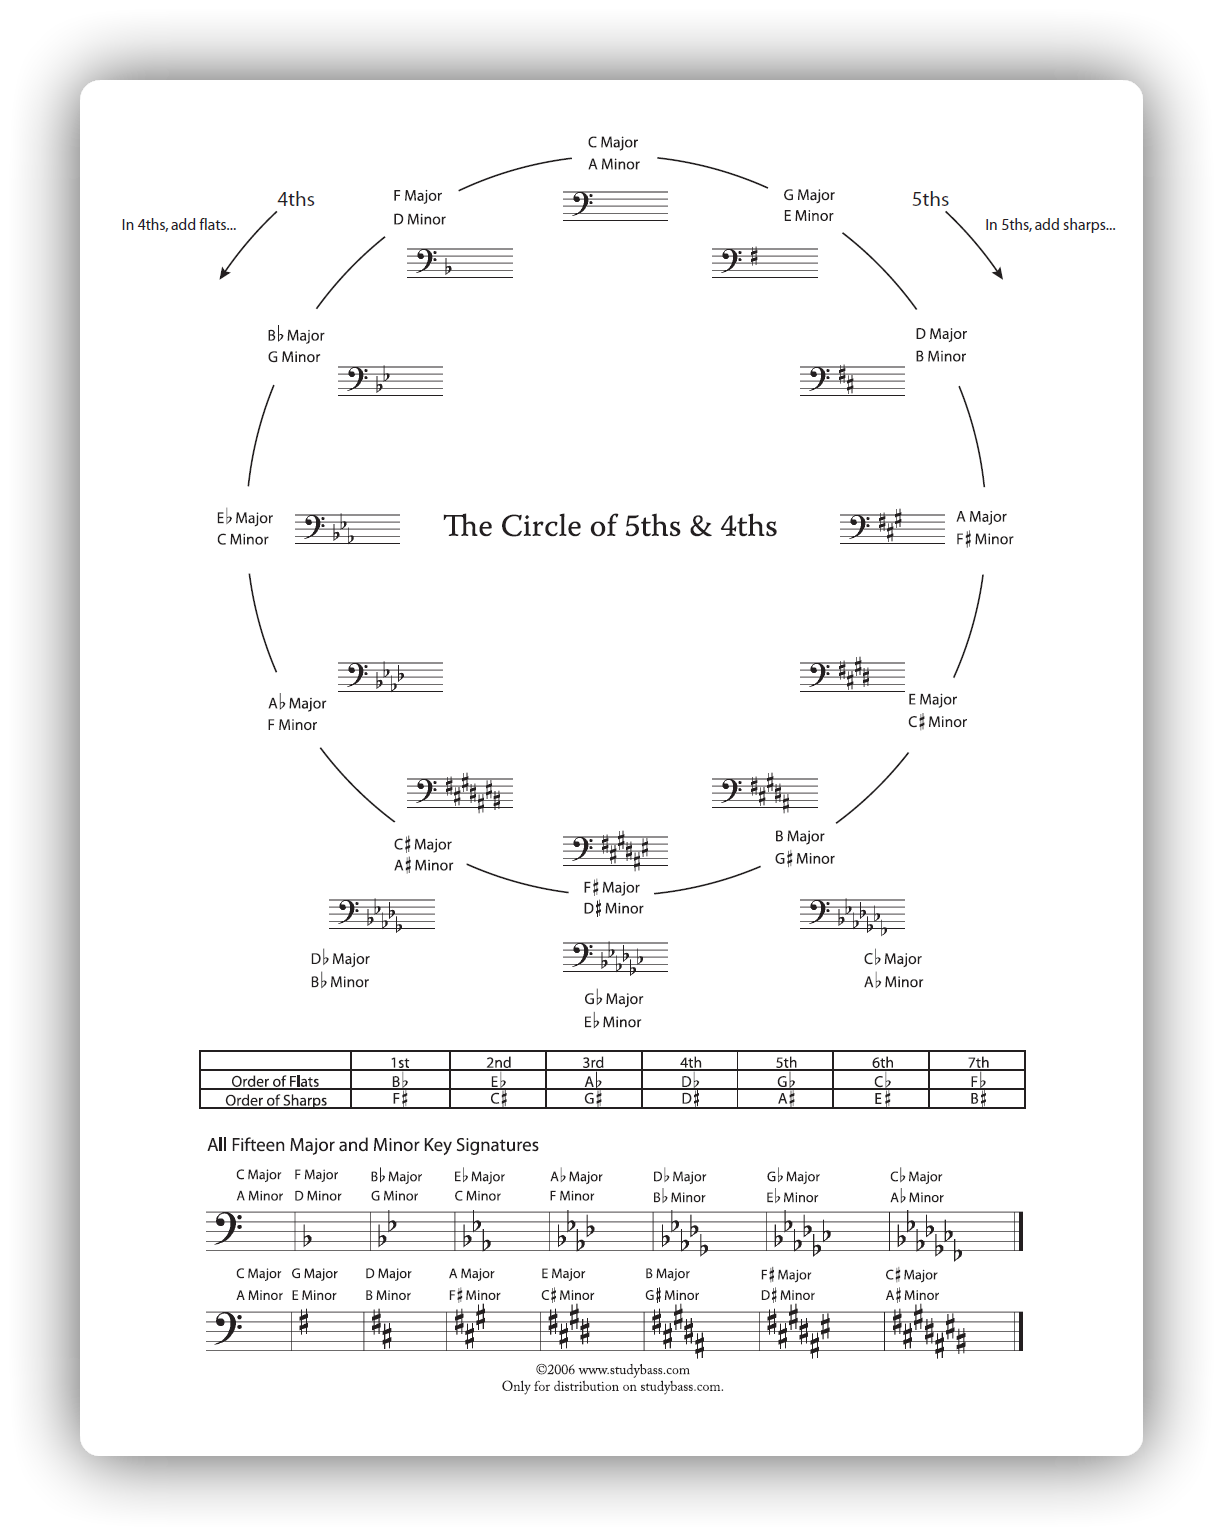 C Major
A Minor
4ths
F Major
G Major
5ths
In 4ths, add flats...
D Minor
E Minor
In 5ths, add sharps...
B♭ Major
G Minor
D Major
B Minor
E♭ Major
C Minor
The Circle of 5ths & 4ths
A Major
F♯ Minor
A♭ Major
F Minor
E Major
C♯ Minor
C♯ Major
A♯ Minor
B Major
G♯ Minor
F♯ Major
D♯ Minor
D♭ Major
B♭ Minor
C♭ Major
A♭ Minor
G♭ Major
E♭ Minor
1st 2nd 3rd 4th 5th 6th 7th
Order of Flats B♭ E♭ A♭ D♭ G♭ C♭ F♭
Order of Sharps F♯ C♯ G♯ D♯ A♯ E♯ B♯
All Fifteen Major and Minor Key Signatures
C Major F Major B♭ Major E♭ Major A♭ Major D♭ Major G♭ Major C♭ Major
A Minor D Minor G Minor C Minor F Minor B♭ Minor E♭ Minor A♭ Minor
C Major G Major D Major A Major E Major B Major F♯ Major C♯ Major
A Minor E Minor B Minor F♯ Minor C♯ Minor G♯ Minor D♯ Minor A♯ Minor
©2006 www.studybass.com
Only for distribution on studybass.com.